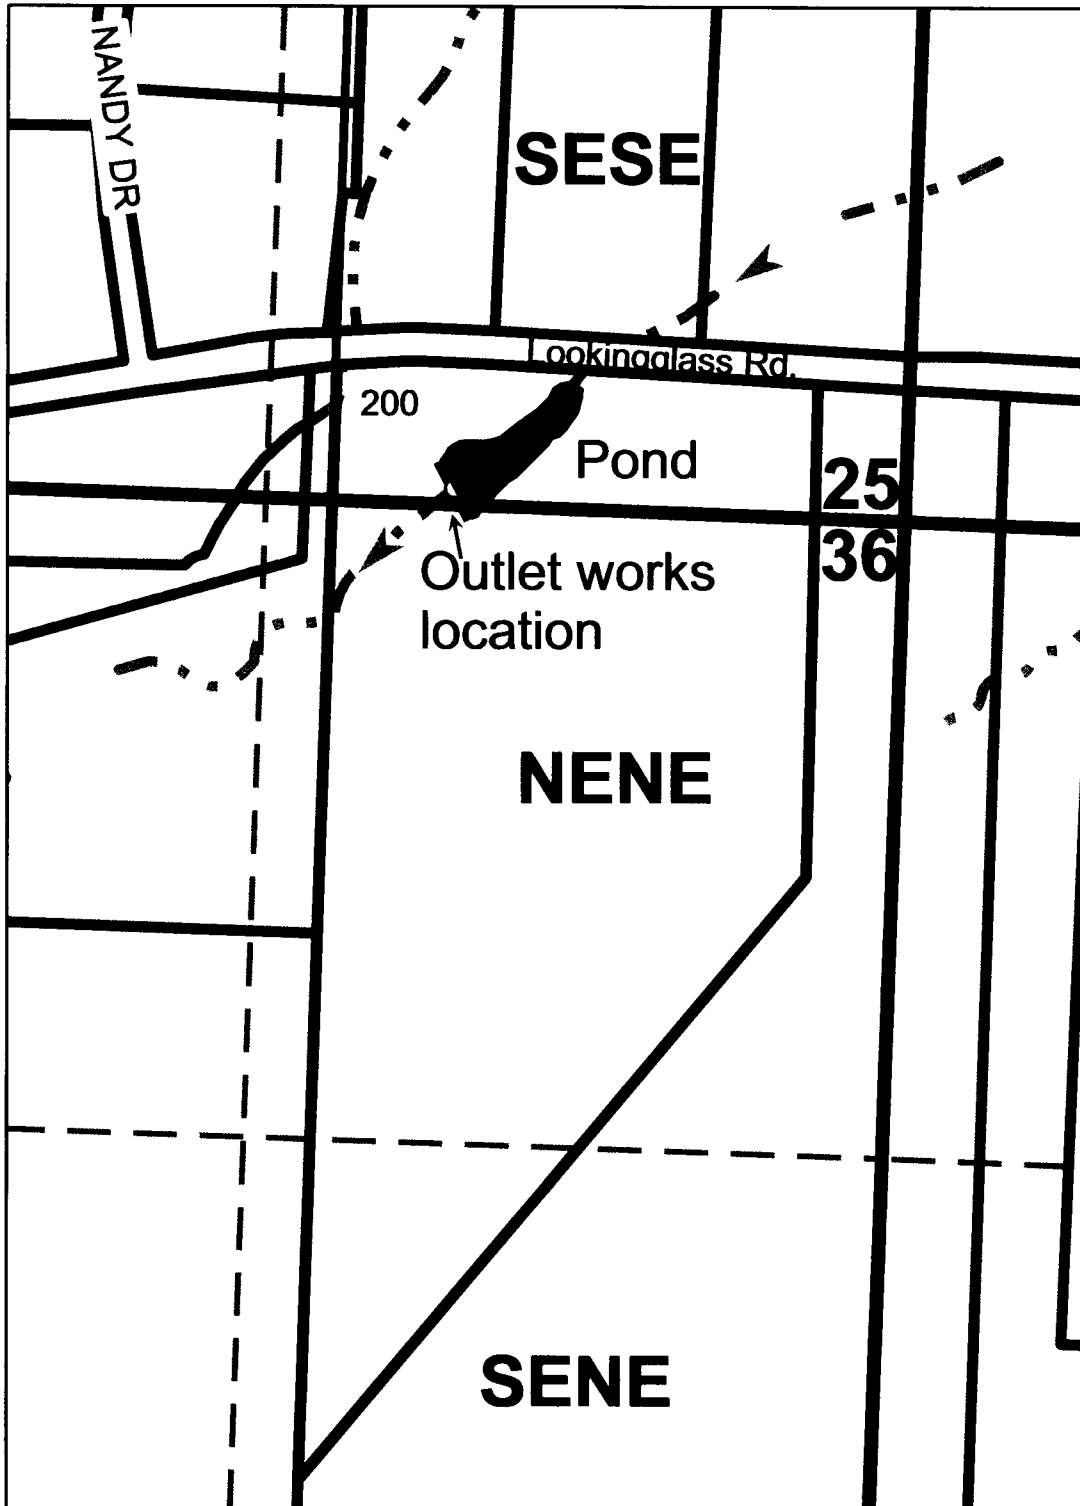 NANDY DR
SESE
Lookingglass Rd.
200
Pond
25
36
Outlet works
location
NENE
SENE